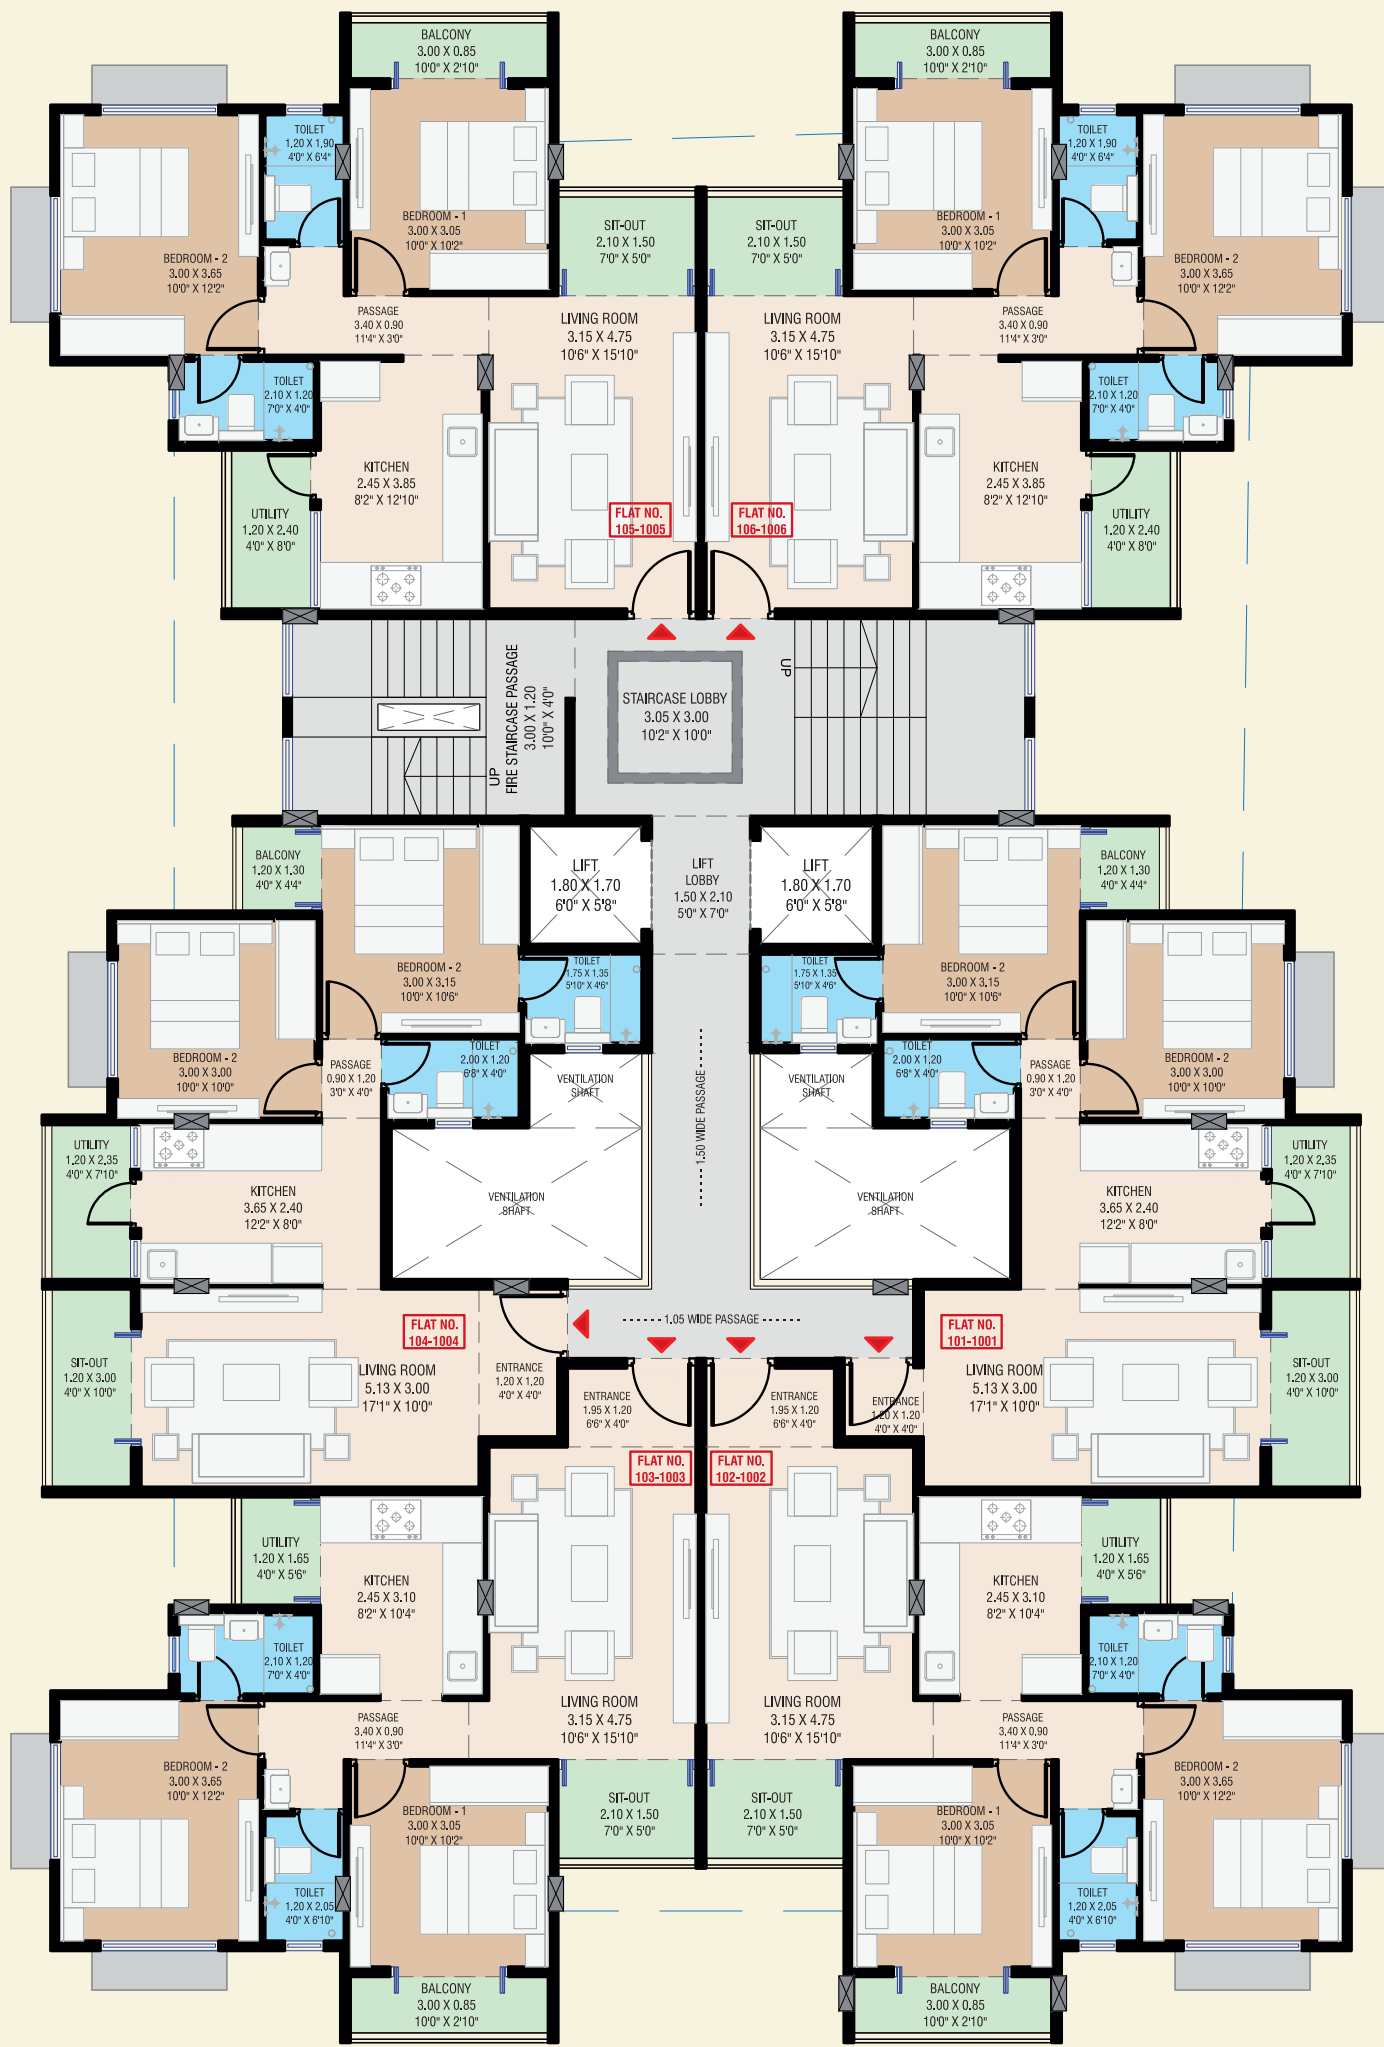 BALCONY
3.00 X 0.85
10'0" X 2'10"
BALCONY
3.00 X 0.85
10'0" X 2'10"
TOILET
1.20 X 1.90
4'0" X 6'4"
TOILET
1.20 X 1.90
4'0" X 6'4"
BEDROOM - 1
3.00 X 3.05
10'0" X 10'2"
SIT-OUT
2.10 X 1.50
7'0" X 5'0"
SIT-OUT
2.10 X 1.50
7'0" X 5'0"
BEDROOM - 1
3.00 X 3.05
10'0" X 10'2"
BEDROOM - 2
3.00 X 3.65
10'0" X 12'2"
BEDROOM - 2
3.00 X 3.65
10'0" X 12'2"
PASSAGE
3.40 X 0.90
11'4" X 3'0"
LIVING ROOM
3.15 X 4.75
10'6" X 15'10"
LIVING ROOM
3.15 X 4.75
10'6" X 15'10"
PASSAGE
3.40 X 0.90
11'4" X 3'0"
TOILET
2.10 X 1.20
7'0" X 4'0"
TOILET
2.10 X 1.20
7'0" X 4'0"
KITCHEN
2.45 X 3.85
8'2" X 12'10"
KITCHEN
2.45 X 3.85
8'2" X 12'10"
UTILITY
1.20 X 2.40
4'0" X 8'0"
FLAT NO.
105-1005
FLAT NO.
106-1006
UTILITY
1.20 X 2.40
4'0" X 8'0"
UP
FIRE STAIRCASE PASSAGE
3.00 X 1.20
10'0" X 4'0"
STAIRCASE LOBBY
3.05 X 3.00
10'2" X 10'0"
UP
BALCONY
1.20 X 1.30
4'0" X 4'4"
LIFT
1.80 X 1.70
6'0" X 5'8"
LIFT
LOBBY
1.50 X 2.10
5'0" X 7'0"
LIFT
1.80 X 1.70
6'0" X 5'8"
BALCONY
1.20 X 1.30
4'0" X 4'4"
BEDROOM - 2
3.00 X 3.15
10'0" X 10'6"
TOILET
1.75 X 1.35
5'10" X 4'6"
TOILET
1.75 X 1.35
5'10" X 4'6"
BEDROOM - 2
3.00 X 3.15
10'0" X 10'6"
BEDROOM - 2
3.00 X 3.00
10'0" X 10'0"
PASSAGE
0.90 X 1.20
3'0" X 4'0"
TOILET
2.00 X 1.20
6'8" X 4'0"
VENTILATION
SHAFT
1.50 WIDE PASSAGE
VENTILATION
SHAFT
TOILET
2.00 X 1.20
6'8" X 4'0"
PASSAGE
0.90 X 1.20
3'0" X 4'0"
BEDROOM - 2
3.00 X 3.00
10'0" X 10'0"
UTILITY
1.20 X 2.35
4'0" X 7'10"
UTILITY
1.20 X 2.35
4'0" X 7'10"
KITCHEN
3.65 X 2.40
12'2" X 8'0"
VENTILATION
SHAFT
VENTILATION
SHAFT
KITCHEN
3.65 X 2.40
12'2" X 8'0"
FLAT NO.
104-1004
1.05 WIDE PASSAGE
FLAT NO.
101-1001
SIT-OUT
1.20 X 3.00
4'0" X 10'0"
LIVING ROOM
5.13 X 3.00
17'1" X 10'0"
ENTRANCE
1.20 X 1.20
4'0" X 4'0"
ENTRANCE
1.95 X 1.20
6'6" X 4'0"
ENTRANCE
1.95 X 1.20
6'6" X 4'0"
ENTRANCE
1.20 X 1.20
4'0" X 4'0"
LIVING ROOM
5.13 X 3.00
17'1" X 10'0"
SIT-OUT
1.20 X 3.00
4'0" X 10'0"
FLAT NO.
103-1003
FLAT NO.
102-1002
UTILITY
1.20 X 1.65
4'0" X 5'6"
UTILITY
1.20 X 1.65
4'0" X 5'6"
KITCHEN
2.45 X 3.10
8'2" X 10'4"
KITCHEN
2.45 X 3.10
8'2" X 10'4"
TOILET
2.10 X 1.20
7'0" X 4'0"
TOILET
2.10 X 1.20
7'0" X 4'0"
PASSAGE
3.40 X 0.90
11'4" X 3'0"
LIVING ROOM
3.15 X 4.75
10'6" X 15'10"
LIVING ROOM
3.15 X 4.75
10'6" X 15'10"
PASSAGE
3.40 X 0.90
11'4" X 3'0"
BEDROOM - 2
3.00 X 3.65
10'0" X 12'2"
BEDROOM - 2
3.00 X 3.65
10'0" X 12'2"
BEDROOM - 1
3.00 X 3.05
10'0" X 10'2"
SIT-OUT
2.10 X 1.50
7'0" X 5'0"
SIT-OUT
2.10 X 1.50
7'0" X 5'0"
BEDROOM - 1
3.00 X 3.05
10'0" X 10'2"
TOILET
1.20 X 2.05
4'0" X 6'10"
TOILET
1.20 X 2.05
4'0" X 6'10"
BALCONY
3.00 X 0.85
10'0" X 2'10"
BALCONY
3.00 X 0.85
10'0" X 2'10"